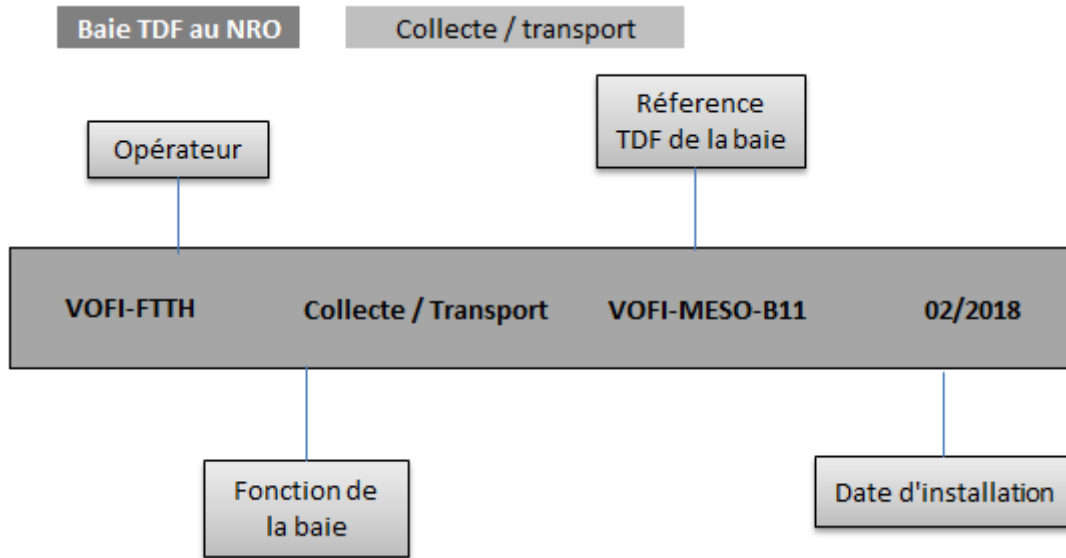 Baie TDF au NRO
Collecte / transport
Opérateur
Réference
TDF de la baie
VOFI-FTTH Collecte / Transport VOFI-MESO-B11 02/2018
Fonction de
la baie
Date d'installation